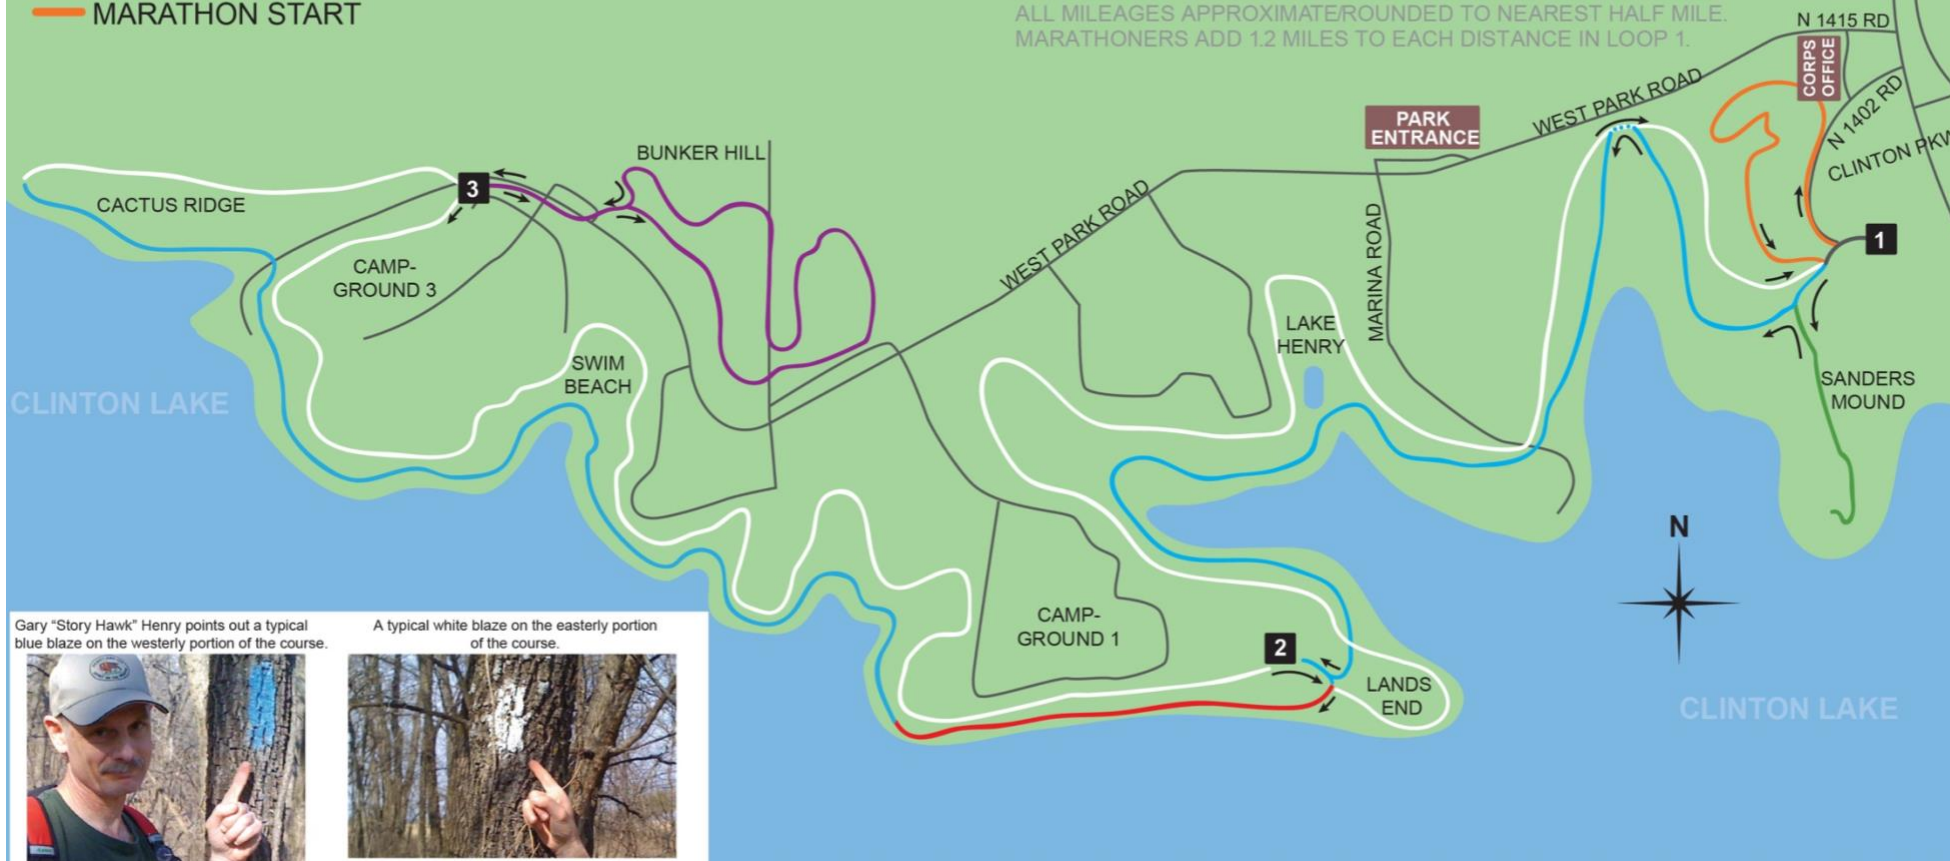 MARATHON START
ALL MILEAGES APPROXIMATE/ROUNDED TO NEAREST HALF MILE.
MARATHONERS ADD 1.2 MILES TO EACH DISTANCE IN LOOP 1.
N 1415 RD
CORPS
OFFICE
N 1402 RD
CLINTON PKW
WEST PARK ROAD
PARK
ENTRANCE
BUNKER HILL
3
CACTUS RIDGE
WEST PARK ROAD
MARINA ROAD
1
CAMP-
GROUND 3
LAKE
HENRY
SWIM
BEACH
SANDERS
MOUND
CLINTON LAKE
N
CAMP-
GROUND 1
2
LANDS
END
CLINTON LAKE
Gary “Story Hawk” Henry points out a typical
blue blaze on the westerly portion of the course.
A typical white blaze on the easterly portion
of the course.